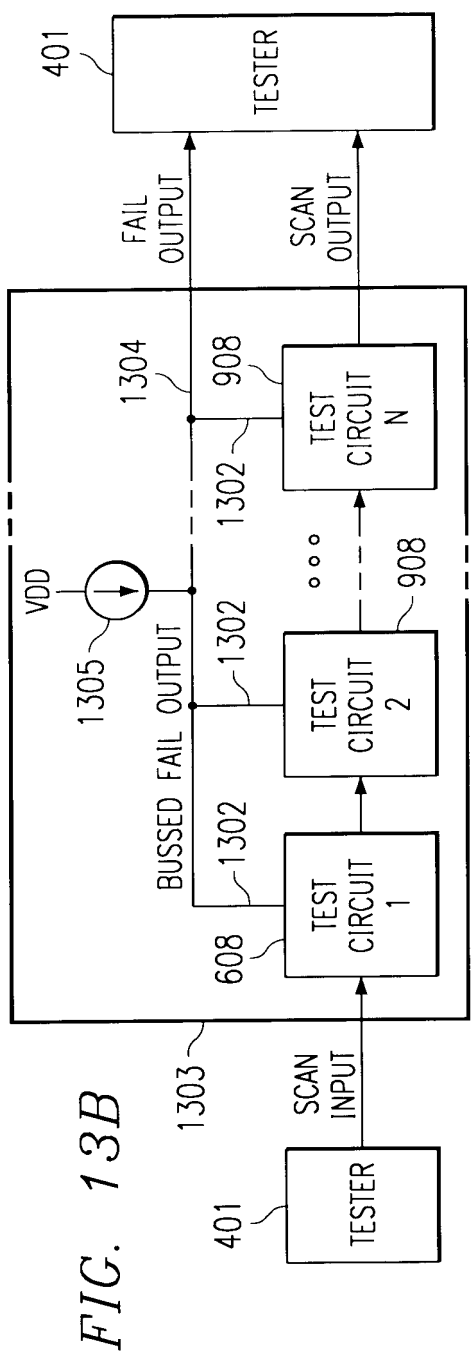 FIG. 13B
401
TESTER
SCAN
INPUT
1303
VDD
1305
BUSSED FAIL OUTPUT
1304
1302
1302
1302
608
TEST
CIRCUIT
1
TEST
CIRCUIT
2
908
TEST
CIRCUIT
N
908
FAIL
OUTPUT
SCAN
OUTPUT
401
TESTER